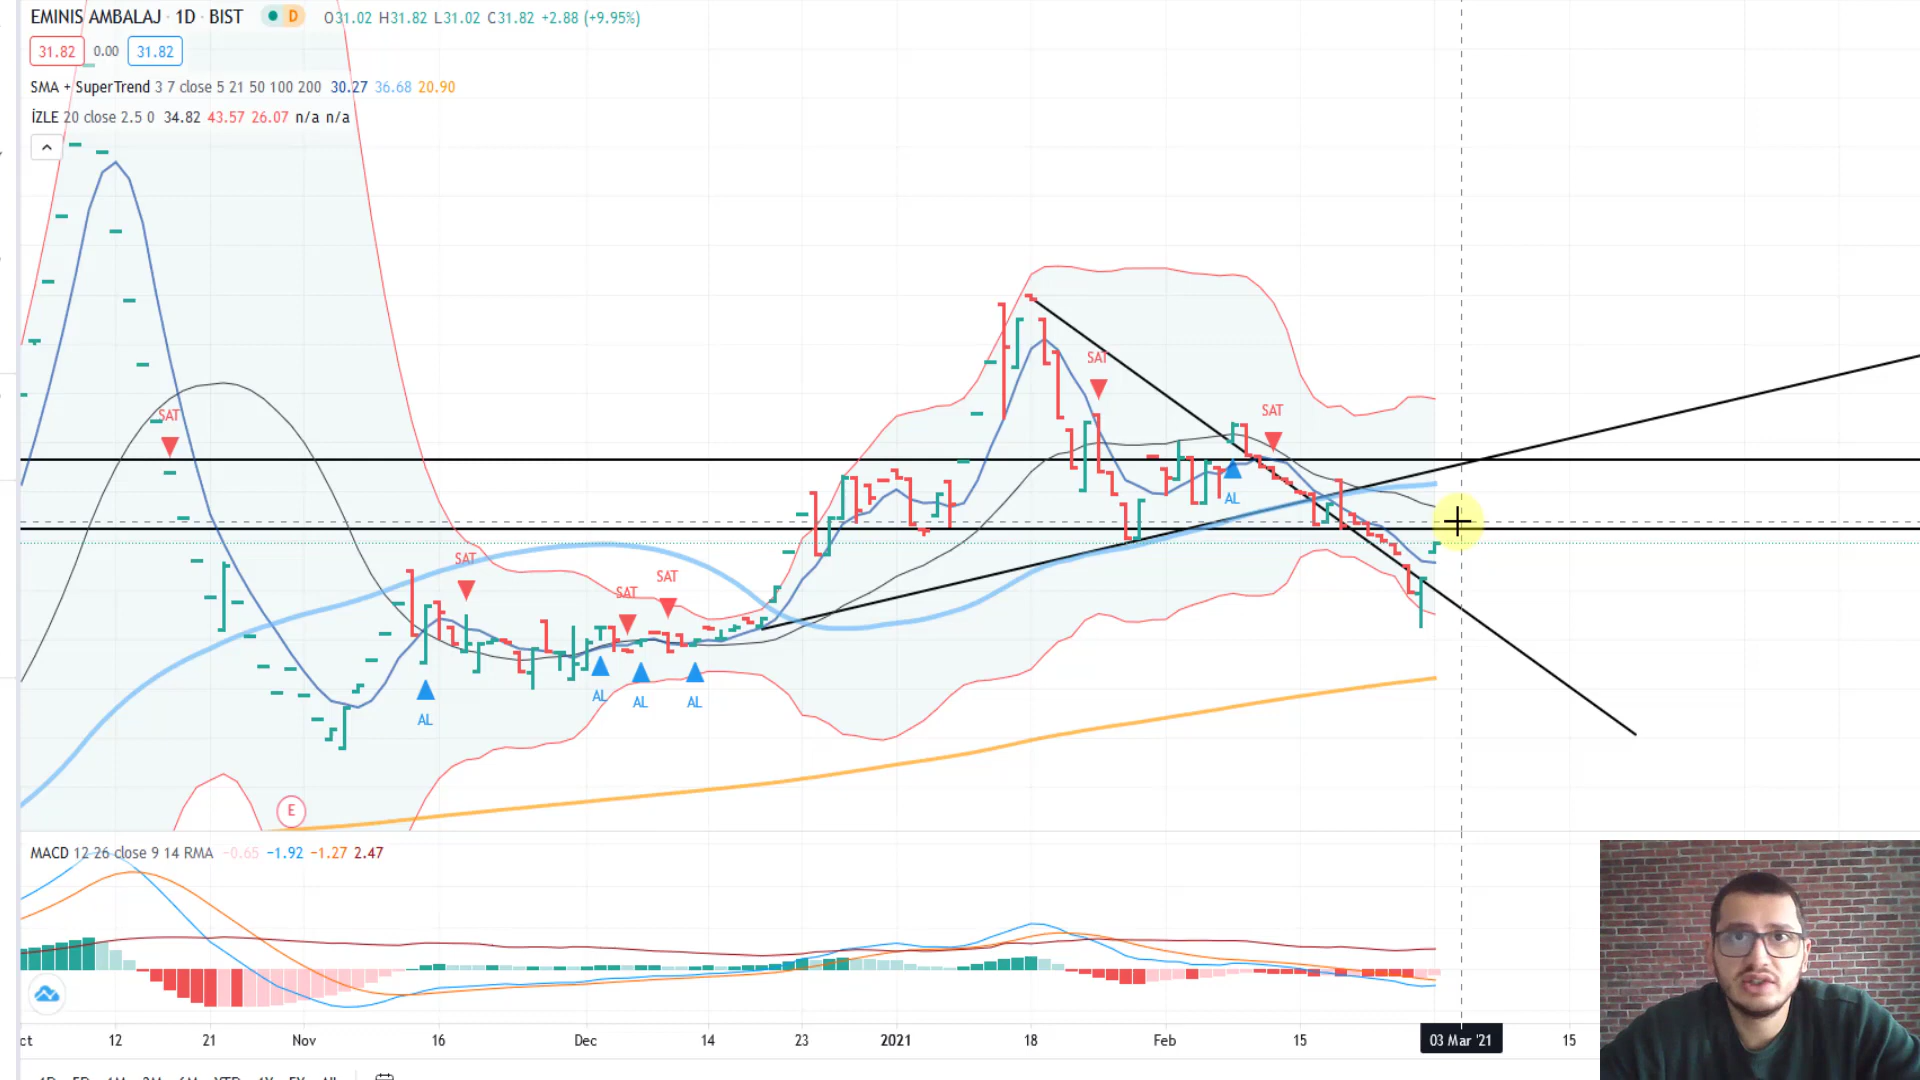 EMINIS AMBALAJ · 1D · BIST D O31.02 H31.82 L31.02 C31.82 +2.88 (+9.95%)
31.82 0.00 31.82
SMA + SuperTrend 3 7 close 5 21 50 100 200 30.27 36.68 20.90
İZLE 20 close 2.5 0 34.82 43.57 26.07 n/a n/a
SAT
SAT
SAT
AL
SAT
SAT
SAT
SAT
AL
AL
AL
AL
E
MACD 12 26 close 9 14 RMA −0.65 −1.92 −1.27 2.47
ct 12 21 Nov 16 Dec 14 23 2021 18 Feb 15 03 Mar '21 15